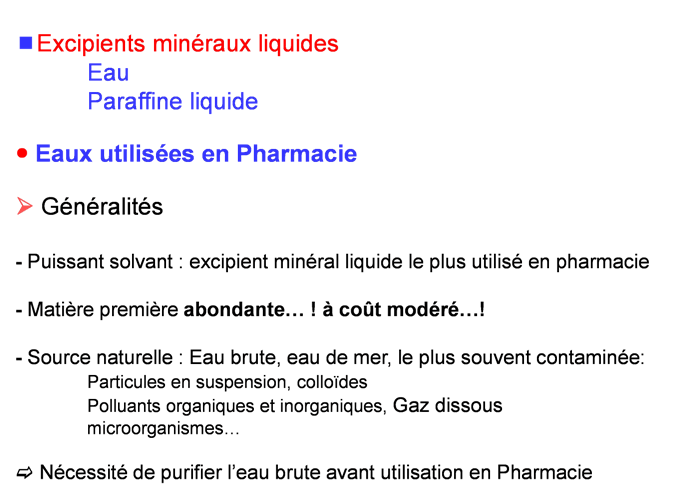 ■ Excipients minéraux liquides
Eau
Paraffine liquide
• Eaux utilisées en Pharmacie
➢ Généralités
- Puissant solvant : excipient minéral liquide le plus utilisé en pharmacie
- Matière première abondante… ! à coût modéré…!
- Source naturelle : Eau brute, eau de mer, le plus souvent contaminée:
Particules en suspension, colloïdes
Polluants organiques et inorganiques, Gaz dissous
microorganismes…
➯ Nécessité de purifier l’eau brute avant utilisation en Pharmacie